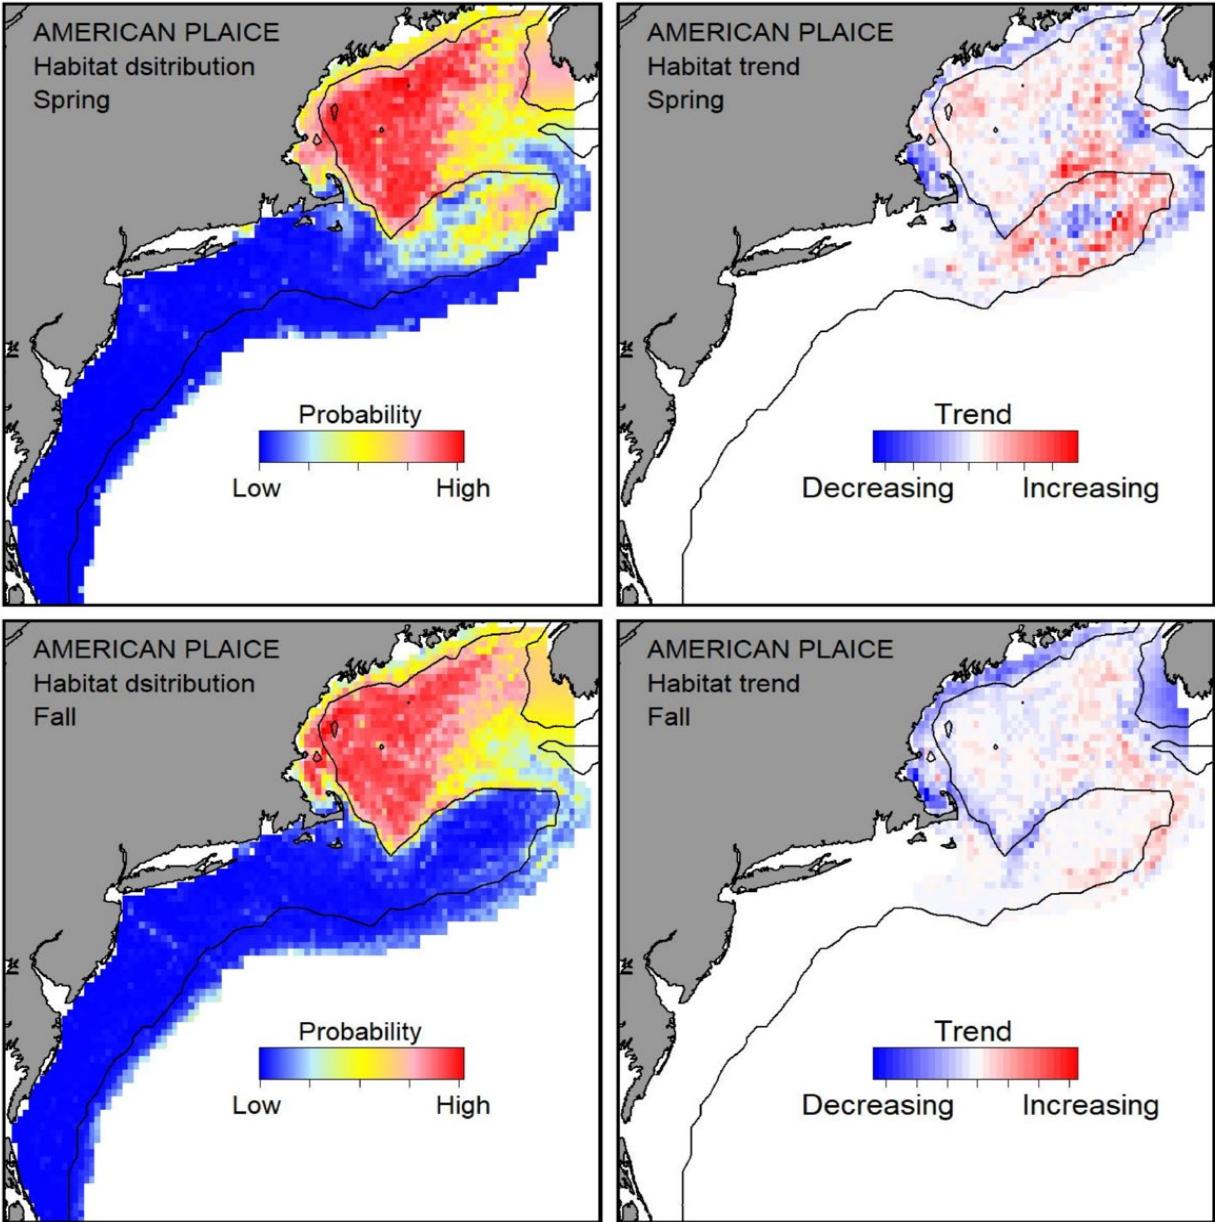 AMERICAN PLAICE
Habitat dsitribution
Spring
Probability
Low High
AMERICAN PLAICE
Habitat trend
Spring
Trend
Decreasing Increasing
AMERICAN PLAICE
Habitat dsitribution
Fall
Probability
Low High
AMERICAN PLAICE
Habitat trend
Fall
Trend
Decreasing Increasing